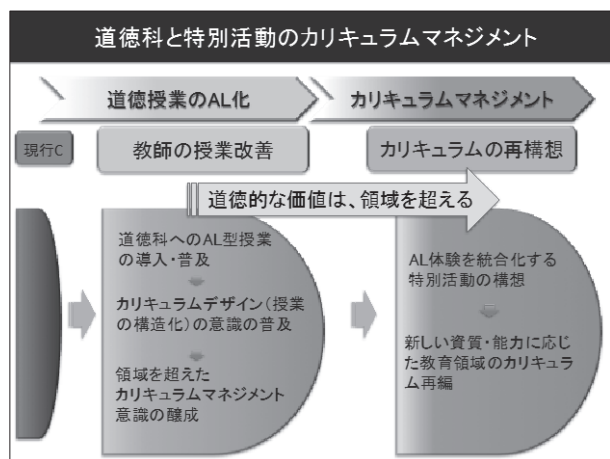 道徳科と特別活動のカリキュラムマネジメント
道徳授業のAL化
カリキュラムマネジメント
現行C
教師の授業改善
カリキュラムの再構想
道徳的な価値は、領域を超える
道徳科へのAL型授業
の導入・普及
カリキュラムデザイン(授業
の構造化)の意識の普及
領域を超えた
カリキュラムマネジメント
意識の醸成
AL体験を統合化する
特別活動の構想
新しい資質・能力に応じ
た教育領域のカリキュラ
ム再編